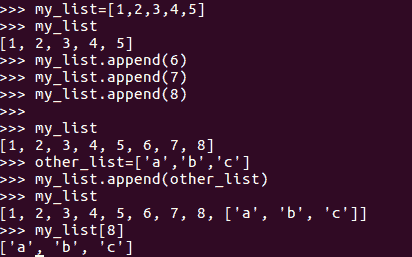 >>> my_list=[1,2,3,4,5]
>>> my_list
[1, 2, 3, 4, 5]
>>> my_list.append(6)
>>> my_list.append(7)
>>> my_list.append(8)
>>>
>>> my_list
[1, 2, 3, 4, 5, 6, 7, 8]
>>> other_list=['a','b','c']
>>> my_list.append(other_list)
>>> my_list
[1, 2, 3, 4, 5, 6, 7, 8, ['a', 'b', 'c']]
>>> my_list[8]
['a', 'b', 'c']